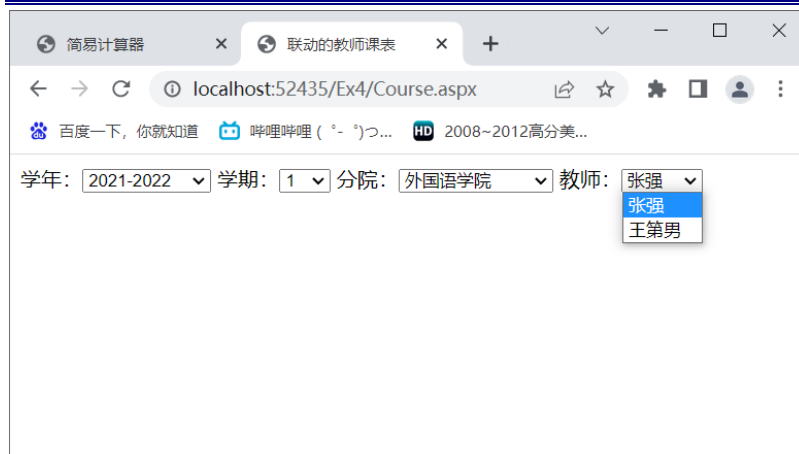 简易计算器
联动的教师课表
localhost:52435/Ex4/Course.aspx
百度一下，你就知道 哔哩哔哩 ( ゜- ゜)つ... HD 2008~2012高分美...
学年： 2021-2022 学期： 1 分院： 外国语学院 教师： 张强
张强
王第男